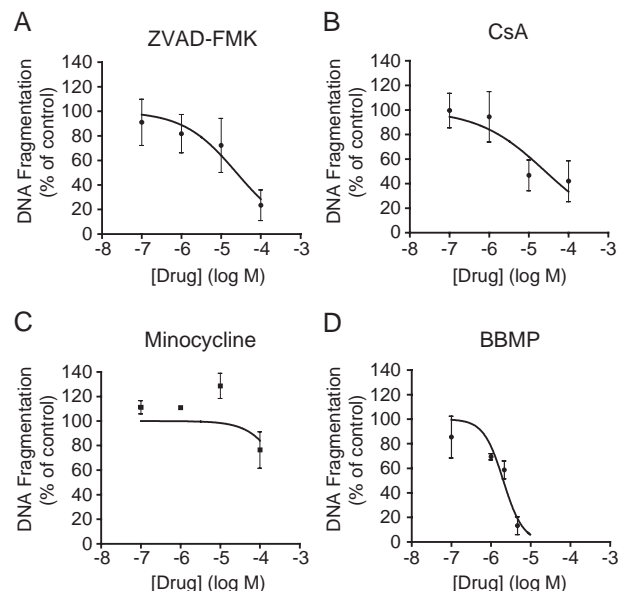 A
ZVAD-FMK
DNA Fragmentation
(% of control)
140
120
100
80
60
40
20
0
-8 -7 -6 -5 -4 -3
[Drug] (log M)
B
CsA
DNA Fragmentation
(% of control)
140
120
100
80
60
40
20
0
-8 -7 -6 -5 -4 -3
[Drug] (log M)
C
Minocycline
DNA Fragmentation
(% of control)
140
120
100
80
60
40
20
0
-8 -7 -6 -5 -4 -3
[Drug] (log M)
D
BBMP
DNA Fragmentation
(% of control)
140
120
100
80
60
40
20
0
-8 -7 -6 -5 -4 -3
[Drug] (log M)